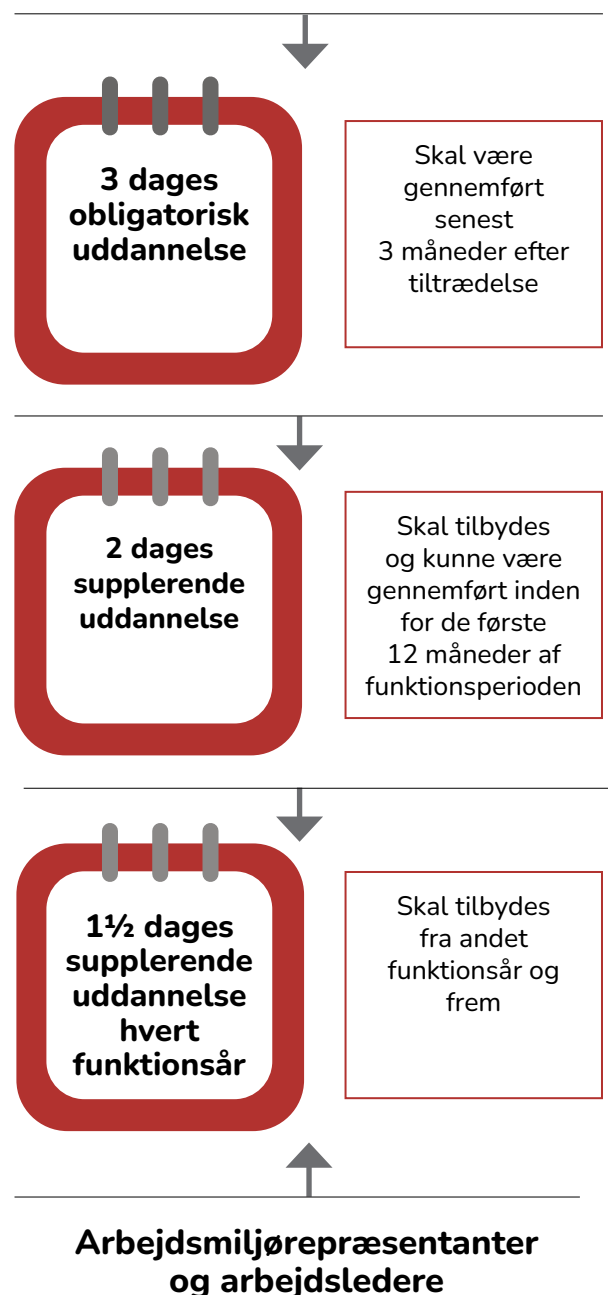 3 dages
obligatorisk
uddannelse
Skal være
gennemført
senest
3 måneder efter
tiltrædelse
2 dages
supplerende
uddannelse
Skal tilbydes
og kunne være
gennemført inden
for de første
12 måneder af
funktionsperioden
1½ dages
supplerende
uddannelse
hvert
funktionsår
Skal tilbydes
fra andet
funktionsår og
frem
Arbejdsmiljørepræsentanter
og arbejdsledere